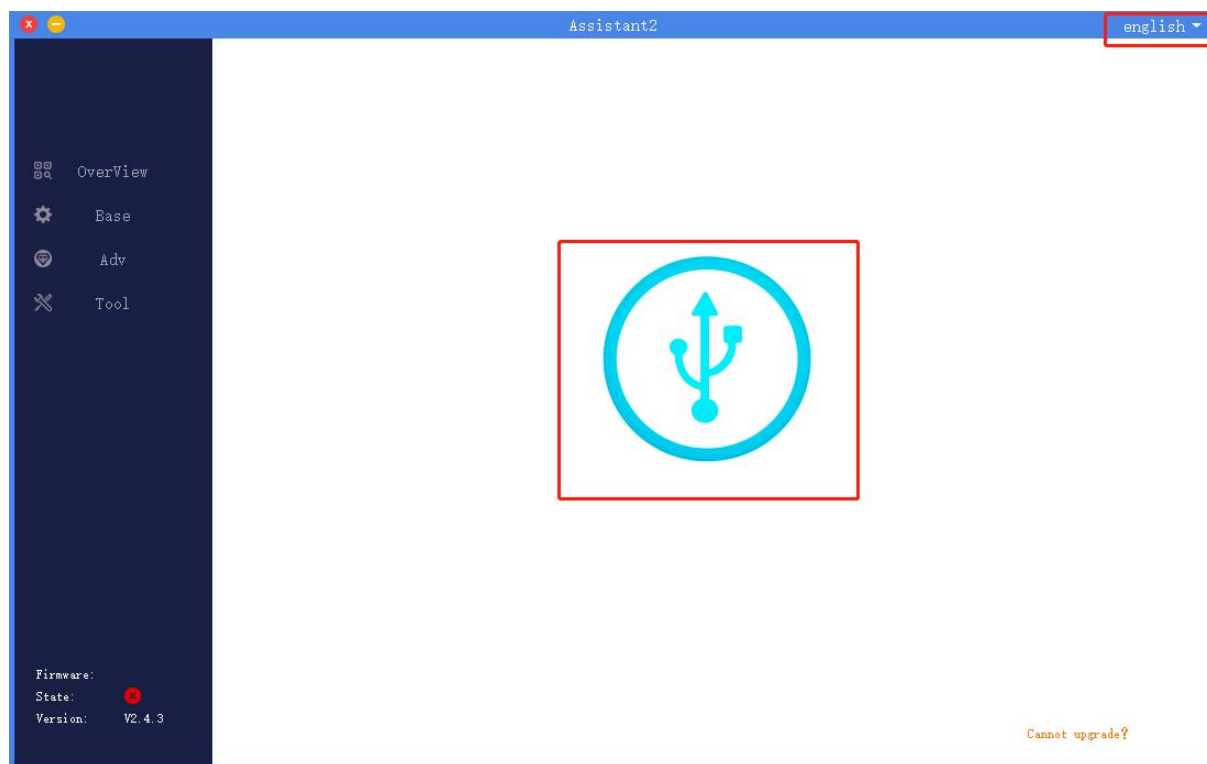 x
Assistant2
english
OverView
Base
Adv
Tool
Firmware:
State:
Version: V2.4.3
Cannot upgrade?